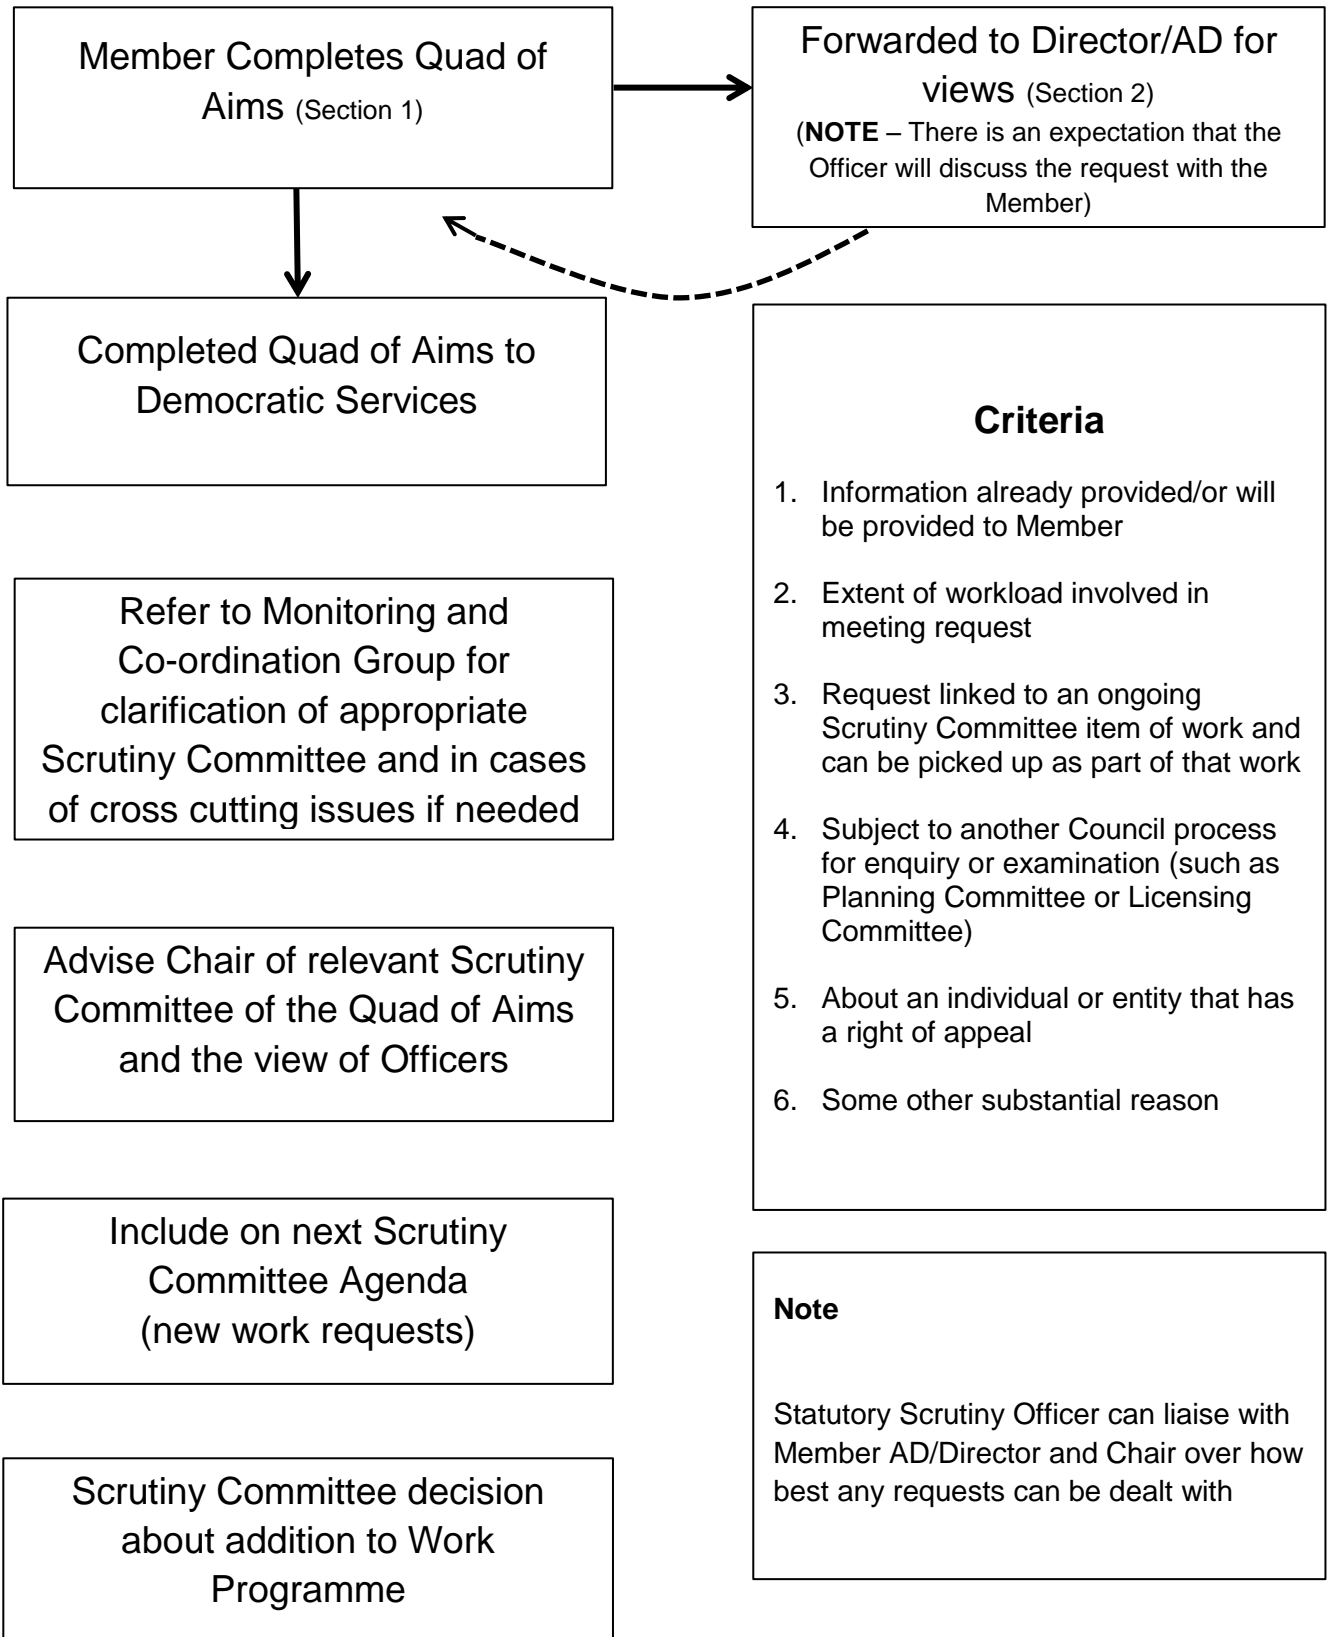 Member Completes Quad of
Aims (Section 1)
Forwarded to Director/AD for
views (Section 2)
(NOTE – There is an expectation that the
Officer will discuss the request with the
Member)
Completed Quad of Aims to
Democratic Services
Refer to Monitoring and
Co-ordination Group for
clarification of appropriate
Scrutiny Committee and in cases
of cross cutting issues if needed
Advise Chair of relevant Scrutiny
Committee of the Quad of Aims
and the view of Officers
Include on next Scrutiny
Committee Agenda
(new work requests)
Scrutiny Committee decision
about addition to Work
Programme
Criteria
1. Information already provided/or will
be provided to Member
2. Extent of workload involved in
meeting request
3. Request linked to an ongoing
Scrutiny Committee item of work and
can be picked up as part of that work
4. Subject to another Council process
for enquiry or examination (such as
Planning Committee or Licensing
Committee)
5. About an individual or entity that has
a right of appeal
6. Some other substantial reason
Note
Statutory Scrutiny Officer can liaise with
Member AD/Director and Chair over how
best any requests can be dealt with